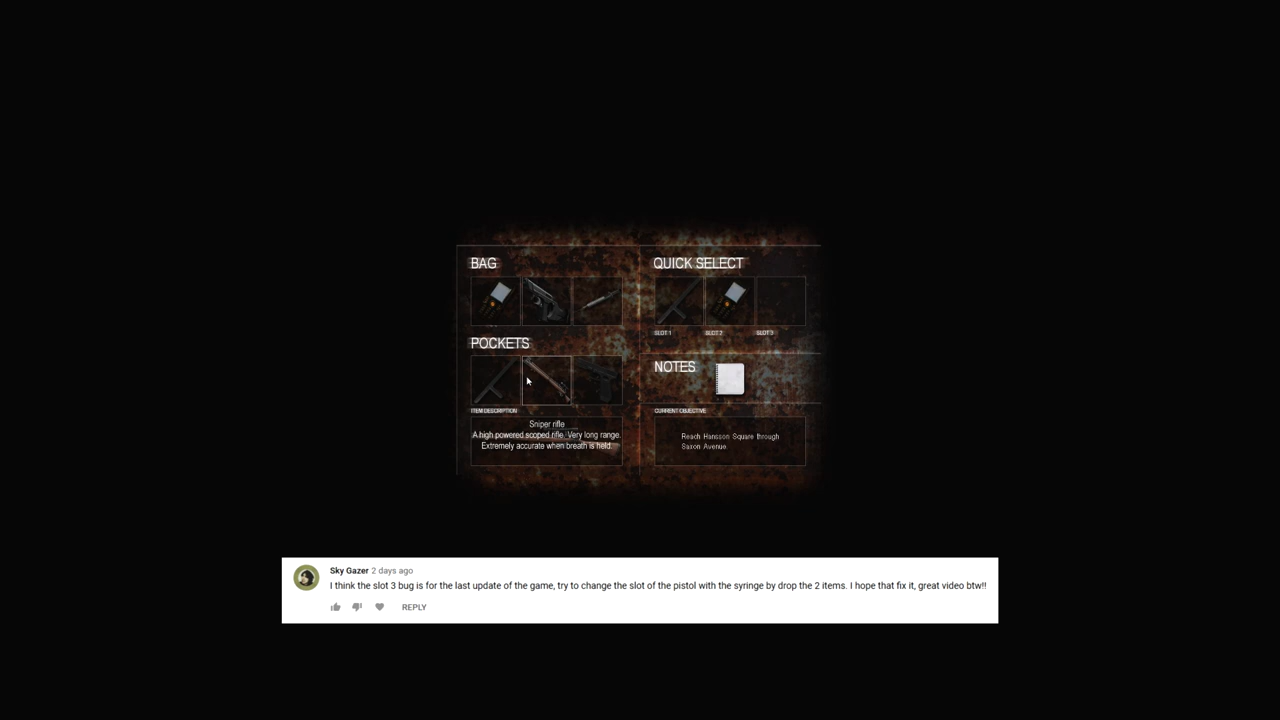 BAG
QUICK SELECT
SLOT 1
SLOT 2
SLOT 3
POCKETS
NOTES
ITEM DESCRIPTION
CURRENT OBJECTIVE
Sniper rifle
A high powered scoped rifle. Very long range.
Extremely accurate when breath is held.
Reach Hansson Square through
Saxon Avenue.
Sky Gazer 2 days ago
I think the slot 3 bug is for the last update of the game, try to change the slot of the pistol with the syringe by drop the 2 items. I hope that fix it, great video btw!!
REPLY